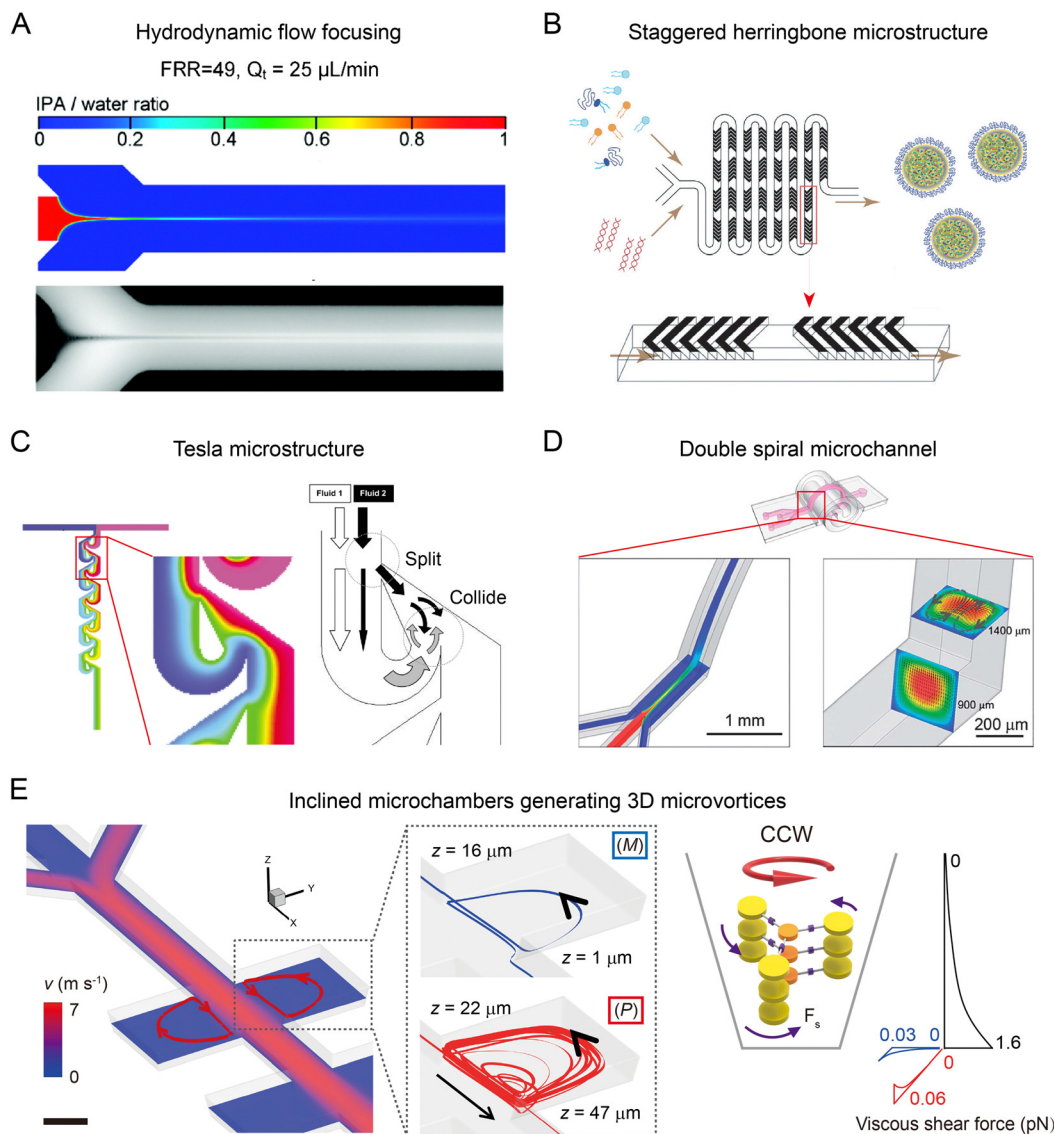 A
Hydrodynamic flow focusing
FRR=49, Qt = 25 µL/min
IPA / water ratio
0 0.2 0.4 0.6 0.8 1
B
Staggered herringbone microstructure
C
Tesla microstructure
Fluid 1 Fluid 2
Split
Collide
D
Double spiral microchannel
1 mm
1400 µm
900 µm
200 µm
E
Inclined microchambers generating 3D microvortices
Z
Y
X
v (m s⁻¹)
7
0
(M)
z = 16 µm
z = 1 µm
(P)
z = 22 µm
z = 47 µm
CCW
Fs
0
0.03 0
1.6
0
0.06
Viscous shear force (pN)